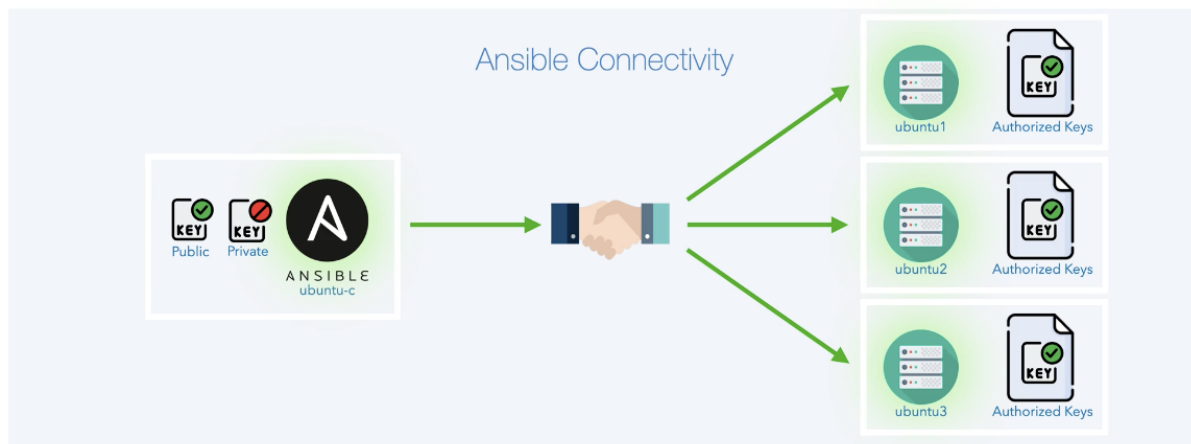 Ansible Connectivity
KEY
Public
KEY
Private
ANSIBLE
ubuntu-c
ubuntu1
KEY
Authorized Keys
ubuntu2
KEY
Authorized Keys
ubuntu3
KEY
Authorized Keys